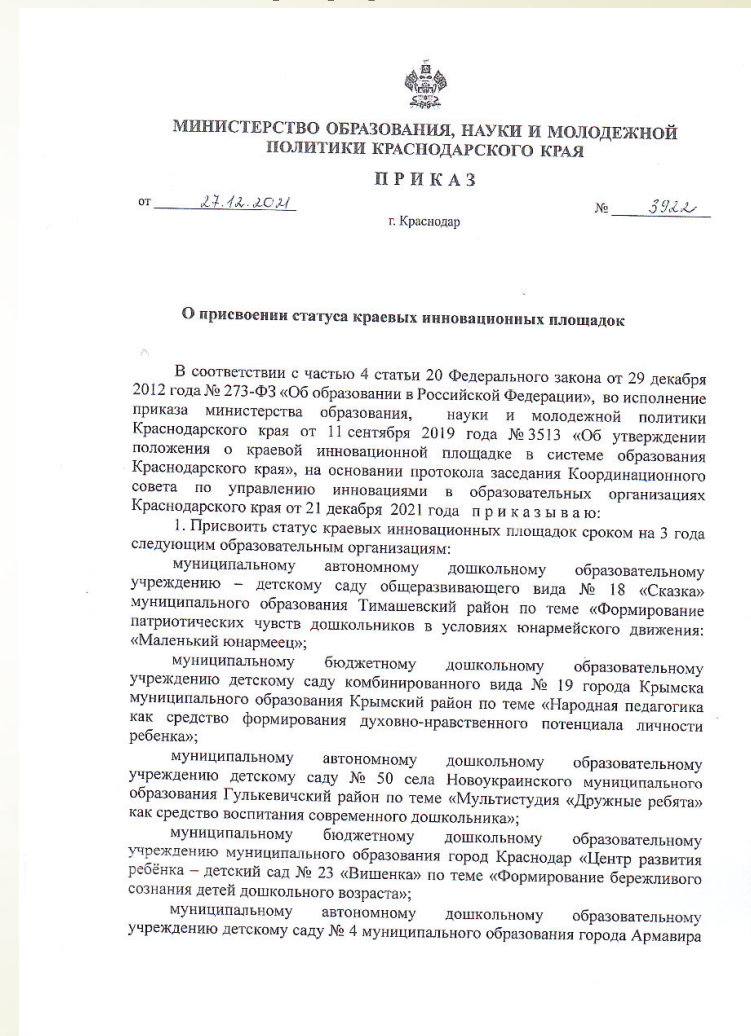 МИНИСТЕРСТВО ОБРАЗОВАНИЯ, НАУКИ И МОЛОДЕЖНОЙ
ПОЛИТИКИ КРАСНОДАРСКОГО КРАЯ
П Р И К А З
от 27.12.2021 № 3922
г. Краснодар
О присвоении статуса краевых инновационных площадок
В соответствии с частью 4 статьи 20 Федерального закона от 29 декабря
2012 года № 273-ФЗ «Об образовании в Российской Федерации», во исполнение
приказа министерства образования, науки и молодежной политики
Краснодарского края от 11 сентября 2019 года № 3513 «Об утверждении
положения о краевой инновационной площадке в системе образования
Краснодарского края», на основании протокола заседания Координационного
совета по управлению инновациями в образовательных организациях
Краснодарского края от 21 декабря 2021 года п р и к а з ы в а ю:
1. Присвоить статус краевых инновационных площадок сроком на 3 года
следующим образовательным организациям:
муниципальному автономному дошкольному образовательному
учреждению – детскому саду общеразвивающего вида № 18 «Сказка»
муниципального образования Тимашевский район по теме «Формирование
патриотических чувств дошкольников в условиях юнармейского движения:
«Маленький юнармеец»;
муниципальному бюджетному дошкольному образовательному
учреждению детскому саду комбинированного вида № 19 города Крымска
муниципального образования Крымский район по теме «Народная педагогика
как средство формирования духовно-нравственного потенциала личности
ребенка»;
муниципальному автономному дошкольному образовательному
учреждению детскому саду № 50 села Новоукраинского муниципального
образования Гулькевичский район по теме «Мультистудия «Дружные ребята»
как средство воспитания современного дошкольника»;
муниципальному бюджетному дошкольному образовательному
учреждению муниципального образования город Краснодар «Центр развития
ребёнка – детский сад № 23 «Вишенка» по теме «Формирование бережливого
сознания детей дошкольного возраста»;
муниципальному автономному дошкольному образовательному
учреждению детскому саду № 4 муниципального образования города Армавира